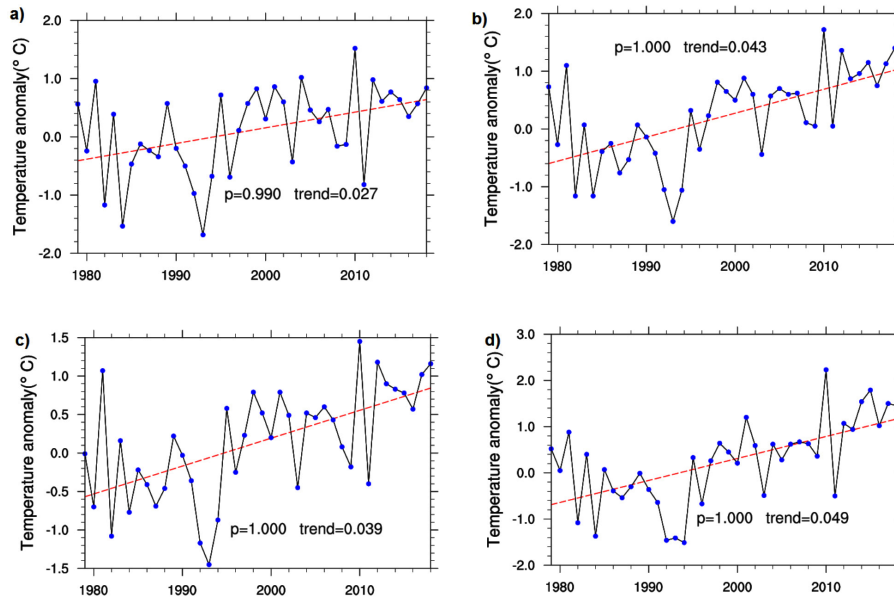 a)
Temperature anomaly(° C)
2.0
1.0
0.0
-1.0
-2.0
p=0.990 trend=0.027
1980 1990 2000 2010
b)
Temperature anomaly(° C)
2.0
1.0
0.0
-1.0
-2.0
p=1.000 trend=0.043
1980 1990 2000 2010
c)
Temperature anomaly(° C)
1.5
1.0
0.5
0.0
-0.5
-1.0
-1.5
p=1.000 trend=0.039
1980 1990 2000 2010
d)
Temperature anomaly(° C)
3.0
2.0
1.0
0.0
-1.0
-2.0
p=1.000 trend=0.049
1980 1990 2000 2010